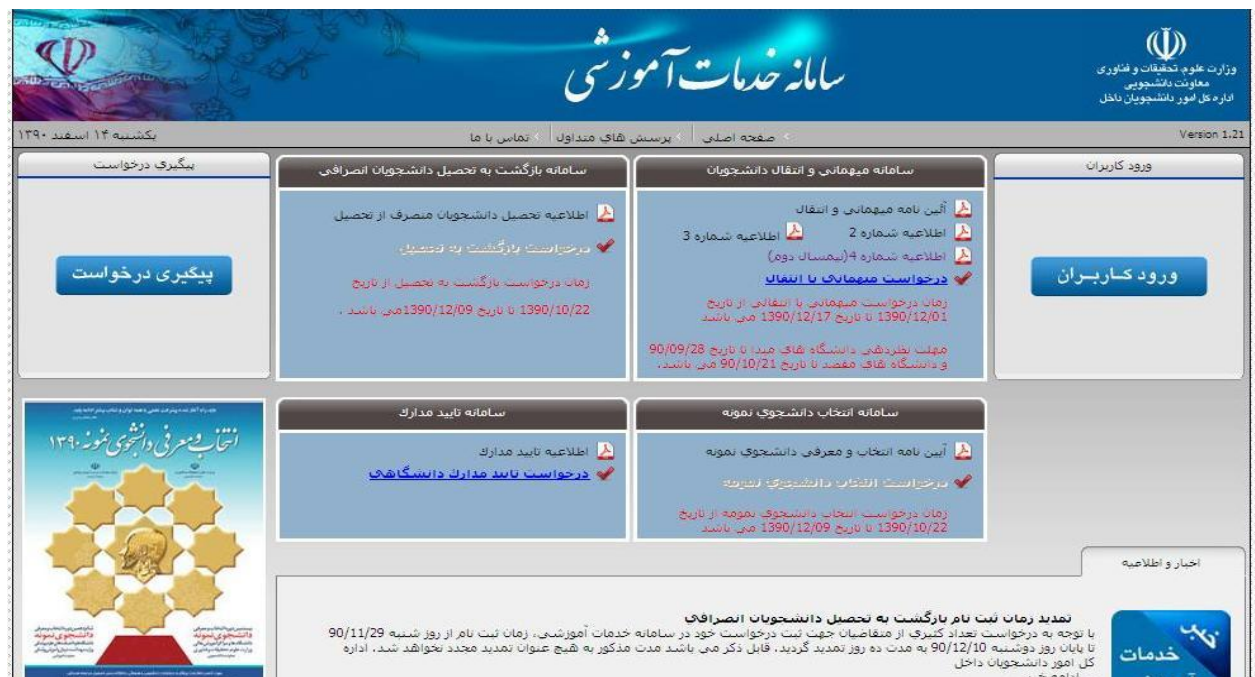 سامانه خدمات آموزشی
وزارت علوم، تحقیقات و فناوری
معاونت دانشجویی
اداره کل امور دانشجویان داخل
Version 1.21
صفحه اصلی
پرسش های متداول
تماس با ما
یکشنبه ۱۴ اسفند ۱۳۹۰
ورود کاربران
ورود کـاربـران
سامانه میهمانی و انتقال دانشجویان
آئین نامه میهمانی و انتقال
اطلاعیه شماره 2
اطلاعیه شماره 3
اطلاعیه شماره 4(نیمسال دوم)
درخواست میهمانی یا انتقال
زمان درخواست میهمانی یا انتقالی از تاریخ
1390/12/01 تا تاریخ 1390/12/17 می باشد
مهلت نظردهی دانشگاه های مبدا تا تاریخ 90/09/28
و دانشگاه های مقصد تا تاریخ 90/10/21 می باشد.
سامانه بازگشت به تحصیل دانشجویان انصرافی
اطلاعیه تحصیل دانشجویان منصرف از تحصیل
درخواست بازگشت به تحصیل
زمان درخواست بازگشت به تحصیل از تاریخ
1390/10/22 تا تاریخ 1390/12/09می باشد .
پیگیری درخواست
پیگیری درخواست
سامانه انتخاب دانشجوي نمونه
آیین نامه انتخاب و معرفی دانشجوی نمونه
درخواست انتخاب دانشجوي نمونه
زمان درخواست انتخاب دانشجوی نمونه از تاریخ
1390/10/22 تا تاریخ 1390/12/09 می باشد
سامانه تایید مدارك
اطلاعیه تایید مدارك
درخواست تایید مدارك دانشگاهی
انتخاب و معرفی دانشجوی نمونه ۱۳۹۰
دانشجوی نمونه
دانشجوی نمونه
اخبار و اطلاعیه
تمدید زمان ثبت نام بازگشت به تحصیل دانشجویان انصرافی
با توجه به درخواست تعداد کثیری از متقاضیان جهت ثبت درخواست خود در سامانه خدمات آموزشی، زمان ثبت نام از روز شنبه 90/11/29
تا پایان روز دوشنبه 90/12/10 به مدت ده روز تمدید گردید. قابل ذکر می باشد مدت مذکور به هیچ عنوان تمدید مجدد نخواهد شد. اداره
کل امور دانشجویان داخل
خبر
خدمات